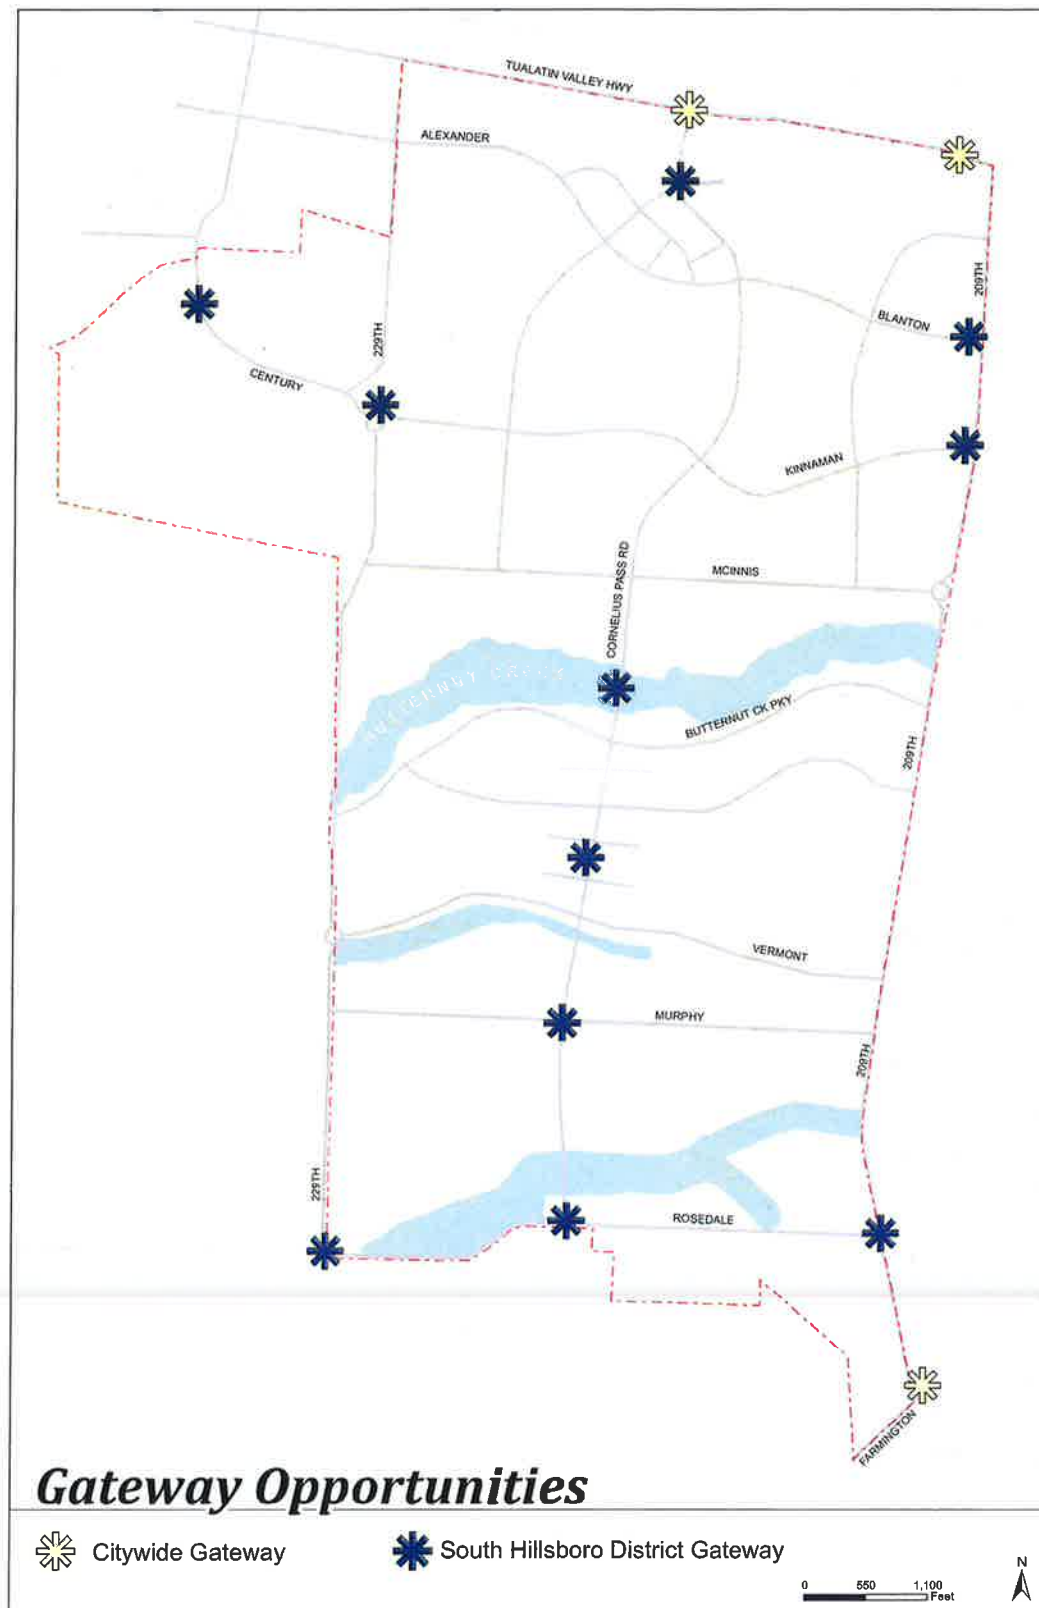 TUALATIN VALLEY HWY
ALEXANDER
209TH
BLANTON
229TH
CENTURY
KINNAMAN
CORNELIUS PASS RD
MCINNIS
BUTTERNUT CREEK
BUTTERNUT CK PKY
209TH
VERMONT
MURPHY
209TH
229TH
ROSEDALE
FARMINGTON
Gateway Opportunities
Citywide Gateway
South Hillsboro District Gateway
N
0 550 1,100
Feet